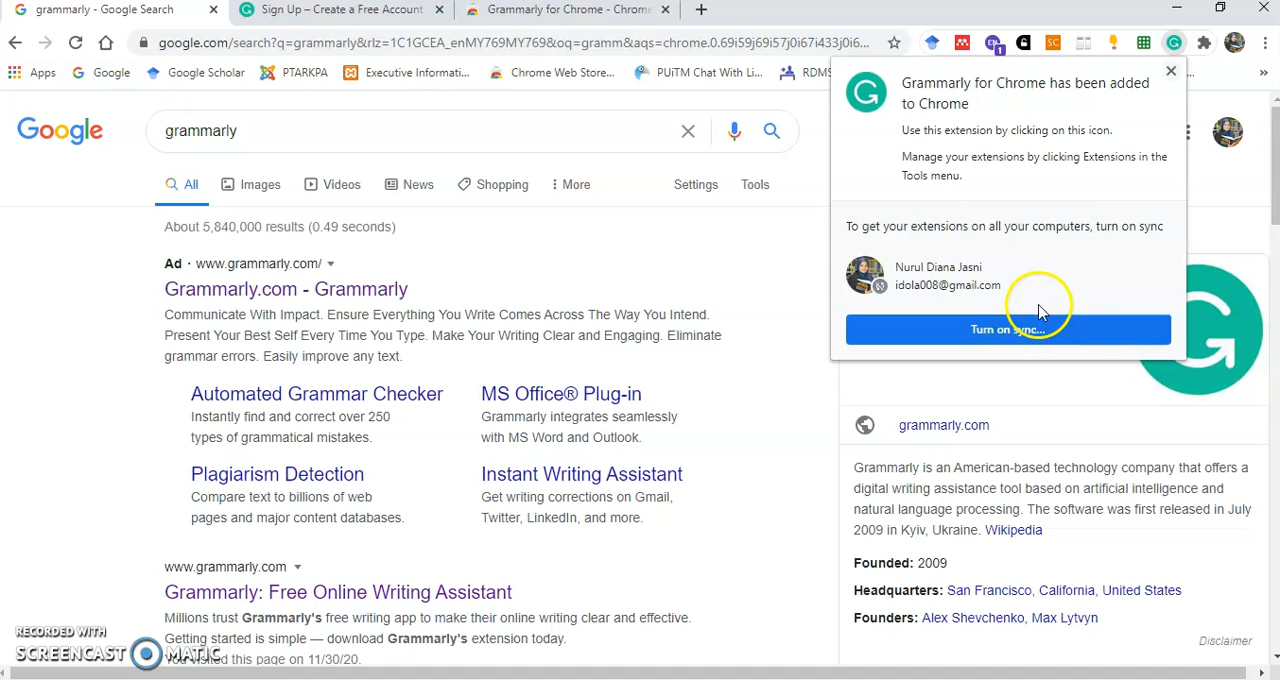 grammarly - Google Search
Sign Up – Create a Free Account
Grammarly for Chrome - Chrome
google.com/search?q=grammarly&rlz=1C1GCEA_enMY769MY769&oq=gramm&aqs=chrome.0.69i59j69i57j0i67i433j0i6...
1
SC
Apps
Google
Google Scholar
PTARKPA
Executive Informati...
Chrome Web Store...
PUiTM Chat With Li...
RDMS
»
Grammarly for Chrome has been added
to Chrome
Use this extension by clicking on this icon.
Manage your extensions by clicking Extensions in the
Tools menu.
To get your extensions on all your computers, turn on sync
Nurul Diana Jasni
idola008@gmail.com
Turn on sync...
Google
grammarly
All
Images
Videos
News
Shopping
More
Settings
Tools
About 5,840,000 results (0.49 seconds)
Ad · www.grammarly.com/
Grammarly.com - Grammarly
Communicate With Impact. Ensure Everything You Write Comes Across The Way You Intend.
Present Your Best Self Every Time You Type. Make Your Writing Clear and Engaging. Eliminate
grammar errors. Easily improve any text.
Automated Grammar Checker
Instantly find and correct over 250
types of grammatical mistakes.
MS Office® Plug-in
Grammarly integrates seamlessly
with MS Word and Outlook.
Plagiarism Detection
Compare text to billions of web
pages and major content databases.
Instant Writing Assistant
Get writing corrections on Gmail,
Twitter, LinkedIn, and more.
www.grammarly.com
Grammarly: Free Online Writing Assistant
Millions trust Grammarly's free writing app to make their online writing clear and effective.
Getting started is simple — download Grammarly's extension today.
You visited this page on 11/30/20.
grammarly.com
Grammarly is an American-based technology company that offers a
digital writing assistance tool based on artificial intelligence and
natural language processing. The software was first released in July
2009 in Kyiv, Ukraine. Wikipedia
Founded: 2009
Headquarters: San Francisco, California, United States
Founders: Alex Shevchenko, Max Lytvyn
Disclaimer
RECORDED WITH
SCREENCAST MATIC